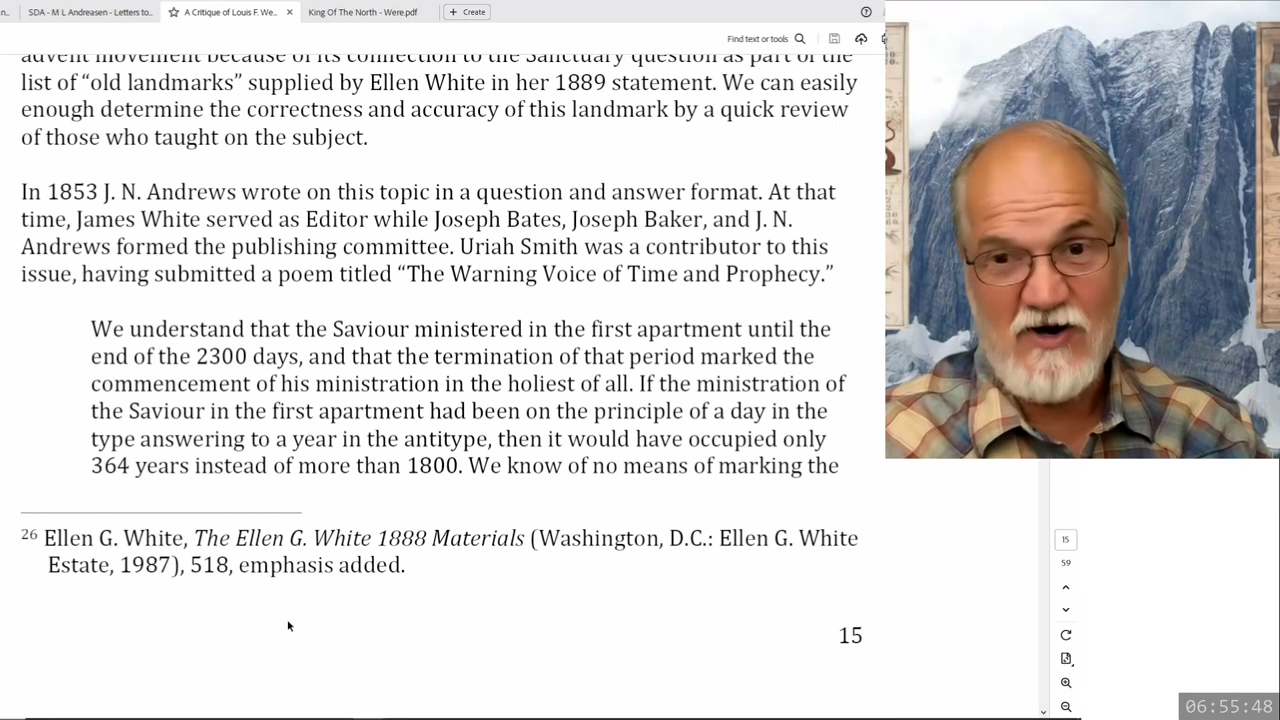 n...
SDA - M L Andreasen - Letters to...
A Critique of Louis F. We...
King Of The North - Were.pdf
Create
Find text or tools
advent movement because of its connection to the Sanctuary question as part of the
list of “old landmarks” supplied by Ellen White in her 1889 statement. We can easily
enough determine the correctness and accuracy of this landmark by a quick review
of those who taught on the subject.
In 1853 J. N. Andrews wrote on this topic in a question and answer format. At that
time, James White served as Editor while Joseph Bates, Joseph Baker, and J. N.
Andrews formed the publishing committee. Uriah Smith was a contributor to this
issue, having submitted a poem titled “The Warning Voice of Time and Prophecy.”
We understand that the Saviour ministered in the first apartment until the
end of the 2300 days, and that the termination of that period marked the
commencement of his ministration in the holiest of all. If the ministration of
the Saviour in the first apartment had been on the principle of a day in the
type answering to a year in the antitype, then it would have occupied only
364 years instead of more than 1800. We know of no means of marking the
26 Ellen G. White, The Ellen G. White 1888 Materials (Washington, D.C.: Ellen G. White
Estate, 1987), 518, emphasis added.
15
15
59
06:55:48